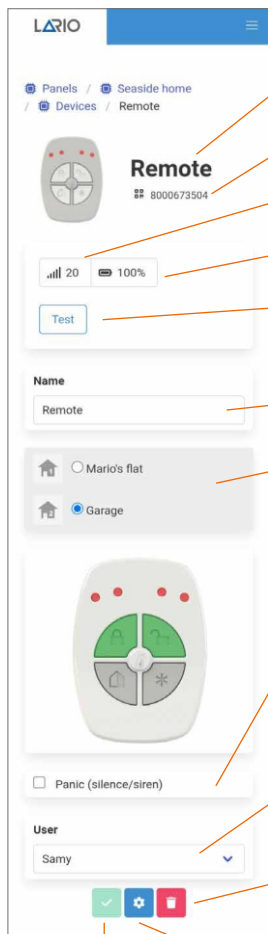 LARIO
Panels / Seaside home
/ Devices / Remote
Remote
8000673504
20 100%
Test
Name
Remote
Mario's flat
Garage
Panic (silence/siren)
User
Samy